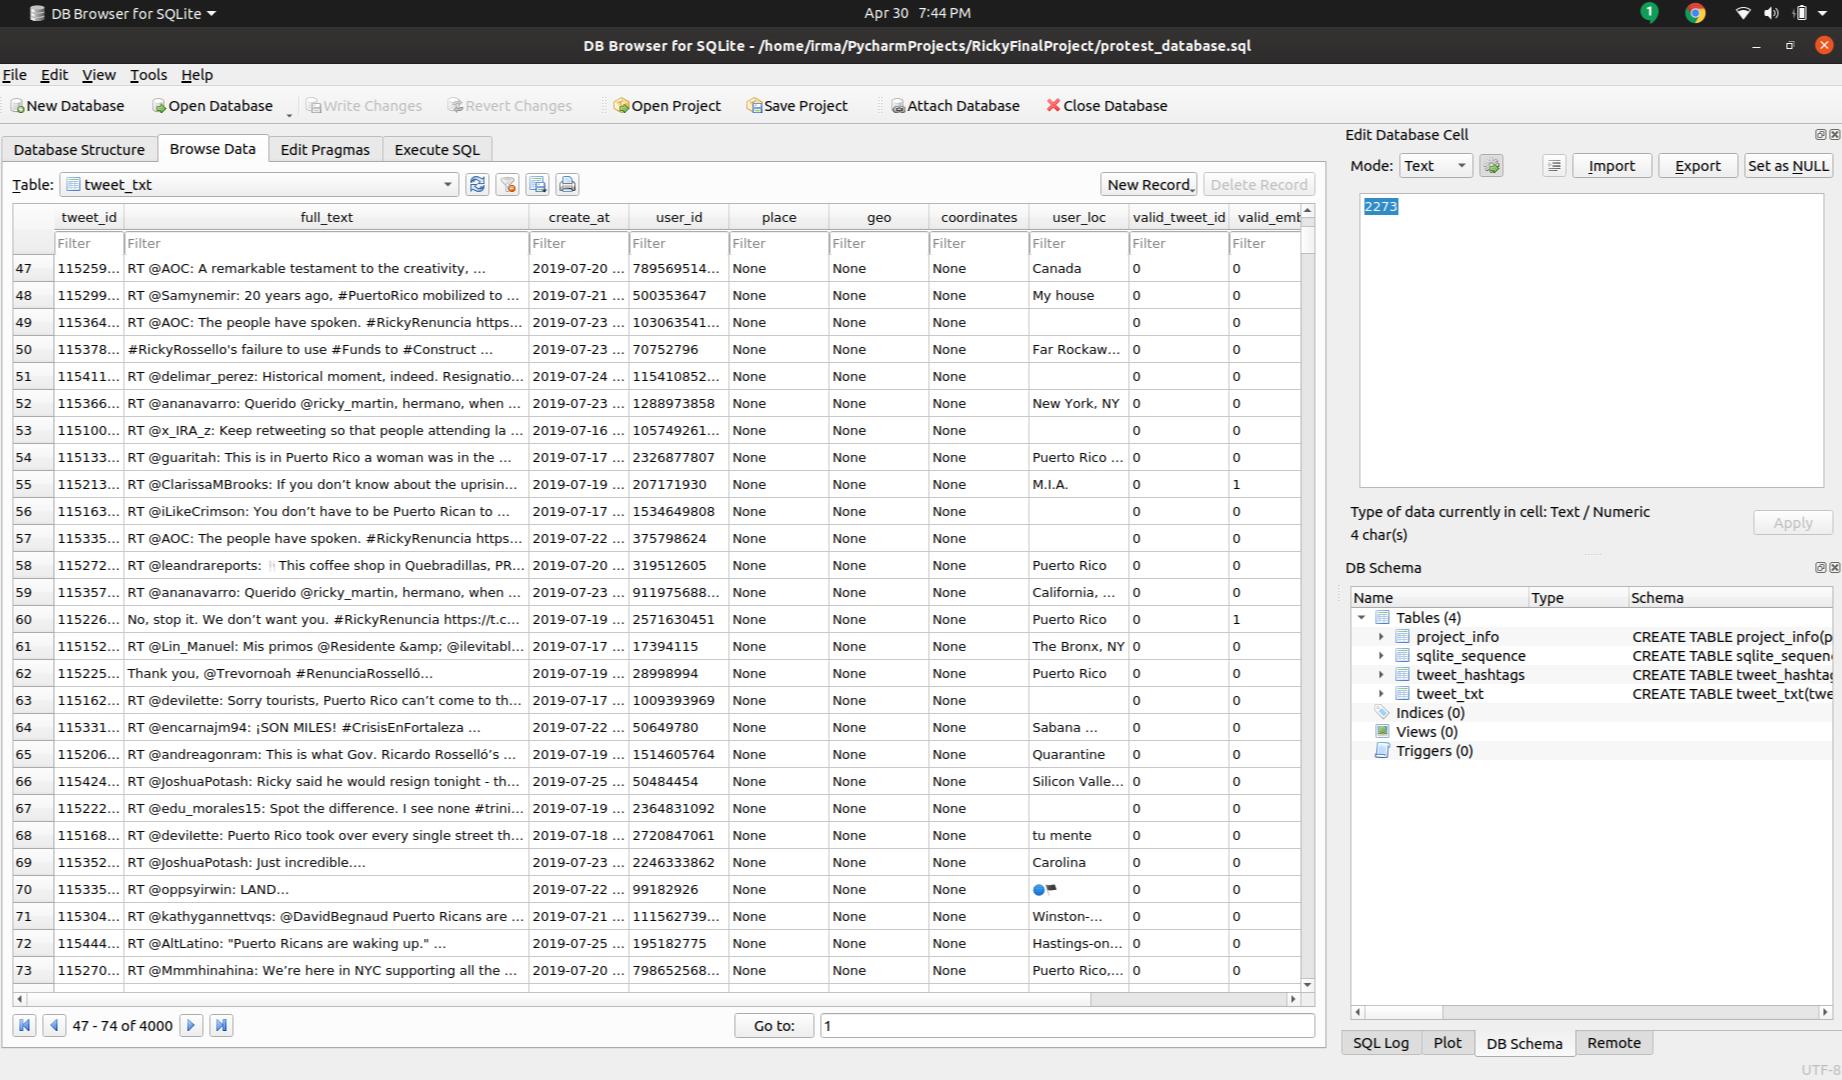 DB Browser for SQLite
Apr 30 7:44 PM
1
DB Browser for SQLite - /home/irma/PycharmProjects/RickyFinalProject/protest_database.sql
File Edit View Tools Help
New Database Open Database Write Changes Revert Changes Open Project Save Project Attach Database Close Database
Database Structure Browse Data Edit Pragmas Execute SQL
Table: tweet_txt New Record Delete Record
tweet_id full_text create_at user_id place geo coordinates user_loc valid_tweet_id valid_emb
Filter Filter Filter Filter Filter Filter Filter Filter Filter Filter
47 115259... RT @AOC: A remarkable testament to the creativity, ... 2019-07-20 ... 789569514... None None None Canada 0 0
48 115299... RT @Samynemir: 20 years ago, #PuertoRico mobilized to ... 2019-07-21 ... 500353647 None None None My house 0 0
49 115364... RT @AOC: The people have spoken. #RickyRenuncia https... 2019-07-23 ... 103063541... None None None 0 0
50 115378... #RickyRossello's failure to use #Funds to #Construct ... 2019-07-23 ... 70752796 None None None Far Rockaw... 0 0
51 115411... RT @delimar_perez: Historical moment, indeed. Resignatio... 2019-07-24 ... 115410852... None None None 0 0
52 115366... RT @ananavarro: Querido @ricky_martin, hermano, when ... 2019-07-23 ... 1288973858 None None None New York, NY 0 0
53 115100... RT @x_IRA_z: Keep retweeting so that people attending la ... 2019-07-16 ... 105749261... None None None 0 0
54 115133... RT @guaritah: This is in Puerto Rico a woman was in the ... 2019-07-17 ... 2326877807 None None None Puerto Rico ... 0 0
55 115213... RT @ClarissaMBrooks: If you don’t know about the uprisin... 2019-07-19 ... 207171930 None None None M.I.A. 0 1
56 115163... RT @iLikeCrimson: You don’t have to be Puerto Rican to ... 2019-07-17 ... 1534649808 None None None 0 0
57 115335... RT @AOC: The people have spoken. #RickyRenuncia https... 2019-07-22 ... 375798624 None None None 0 0
58 115272... RT @leandrareports: This coffee shop in Quebradillas, PR... 2019-07-20 ... 319512605 None None None Puerto Rico 0 0
59 115357... RT @ananavarro: Querido @ricky_martin, hermano, when ... 2019-07-23 ... 911975688... None None None California, ... 0 0
60 115226... No, stop it. We don’t want you. #RickyRenuncia https://t.c... 2019-07-19 ... 2571630451 None None None Puerto Rico 0 1
61 115152... RT @Lin_Manuel: Mis primos @Residente &amp; @ilevitabl... 2019-07-17 ... 17394115 None None None The Bronx, NY 0 0
62 115225... Thank you, @Trevornoah #RenunciaRosselló... 2019-07-19 ... 28998994 None None None Puerto Rico 0 0
63 115162... RT @devilette: Sorry tourists, Puerto Rico can’t come to th... 2019-07-17 ... 1009393969 None None None 0 0
64 115331... RT @encarnajm94: ¡SON MILES! #CrisisEnFortaleza ... 2019-07-22 ... 50649780 None None None Sabana ... 0 0
65 115206... RT @andreagonram: This is what Gov. Ricardo Rosselló’s ... 2019-07-19 ... 1514605764 None None None Quarantine 0 0
66 115424... RT @JoshuaPotash: Ricky said he would resign tonight - th... 2019-07-25 ... 50484454 None None None Silicon Valle... 0 0
67 115222... RT @edu_morales15: Spot the difference. I see none #trini... 2019-07-19 ... 2364831092 None None None 0 0
68 115168... RT @devilette: Puerto Rico took over every single street th... 2019-07-18 ... 2720847061 None None None tu mente 0 0
69 115352... RT @JoshuaPotash: Just incredible.... 2019-07-23 ... 2246333862 None None None Carolina 0 0
70 115335... RT @oppsyirwin: LAND... 2019-07-22 ... 99182926 None None None 0 0
71 115304... RT @kathygannettvqs: @DavidBegnaud Puerto Ricans are ... 2019-07-21 ... 111562739... None None None Winston-... 0 0
72 115444... RT @AltLatino: "Puerto Ricans are waking up." ... 2019-07-25 ... 195182775 None None None Hastings-on... 0 0
73 115270... RT @Mmmhinahina: We’re here in NYC supporting all the ... 2019-07-20 ... 798652568... None None None Puerto Rico,... 0 0
47 - 74 of 4000 Go to: 1
Edit Database Cell
Mode: Text Import Export Set as NULL
2273
Type of data currently in cell: Text / Numeric
4 char(s)
Apply
DB Schema
Name Type Schema
Tables (4)
project_info CREATE TABLE project_info(p
sqlite_sequence CREATE TABLE sqlite_sequen
tweet_hashtags CREATE TABLE tweet_hashtag
tweet_txt CREATE TABLE tweet_txt(twe
Indices (0)
Views (0)
Triggers (0)
SQL Log Plot DB Schema Remote
UTF-8